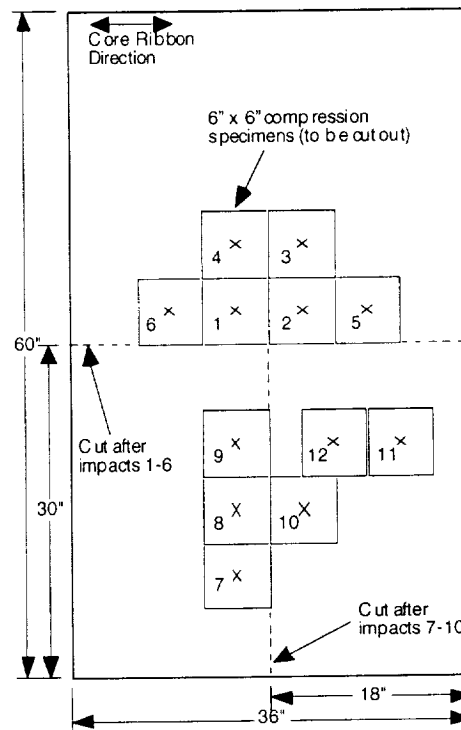 Core Ribbon
Direction
6" x 6" compression
specimens (to be cut out)
4
3
6
1
2
5
60"
Cut after
impacts 1-6
9
12
11
30"
8
10
7
Cut after
impacts 7-10
18"
36"